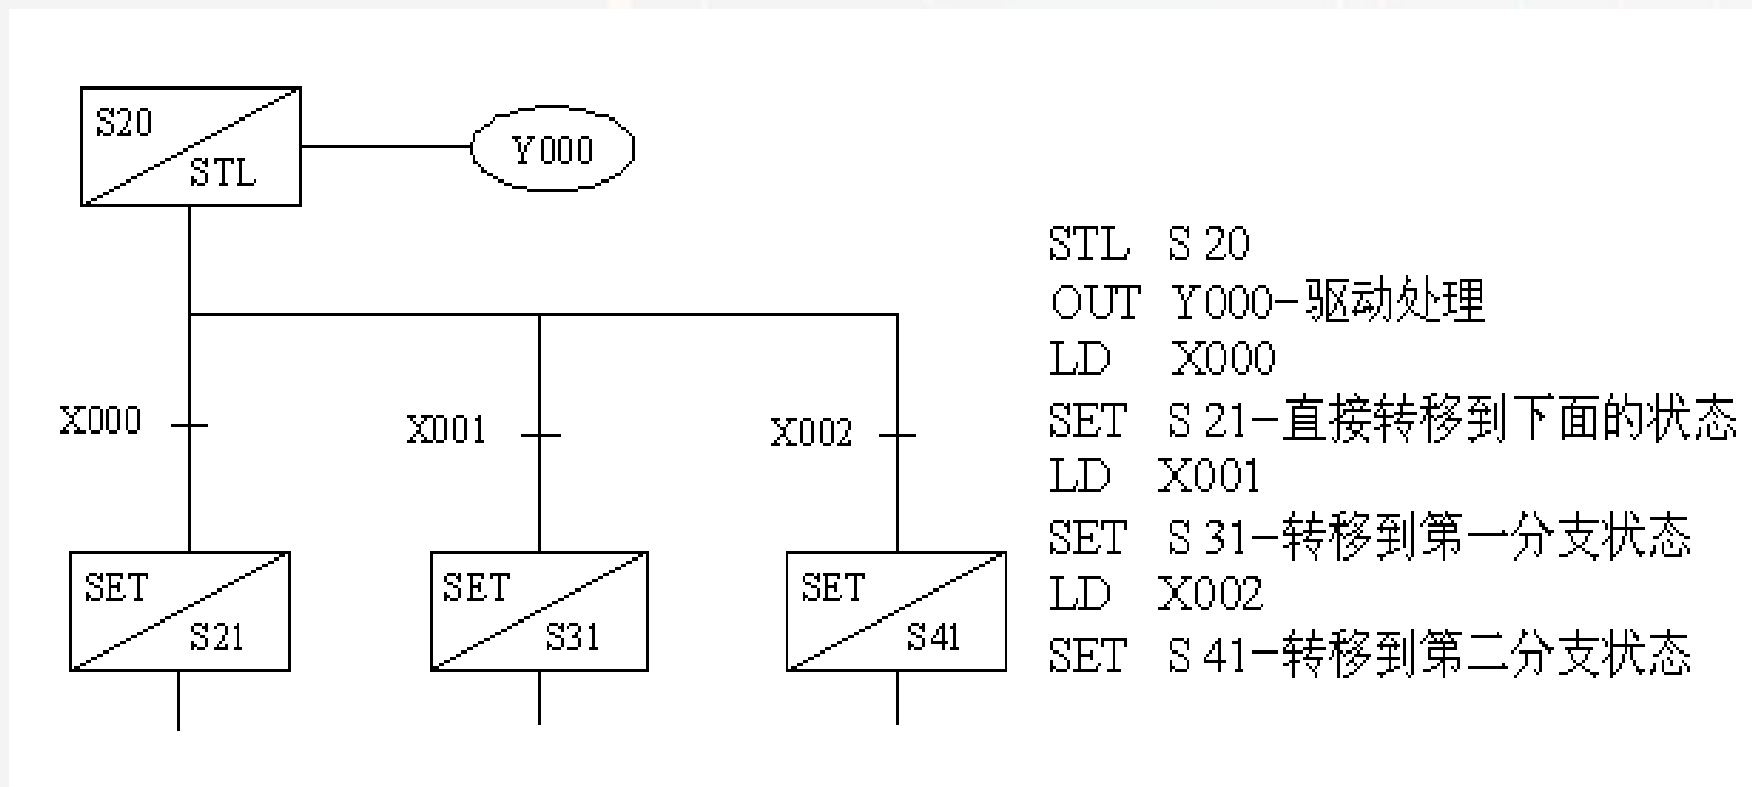 S20
STL
Y000
X000
X001
X002
SET
S21
SET
S31
SET
S41
STL S 20
OUT Y000-驱动处理
LD X000
SET S 21-直接转移到下面的状态
LD X001
SET S 31-转移到第一分支状态
LD X002
SET S 41-转移到第二分支状态